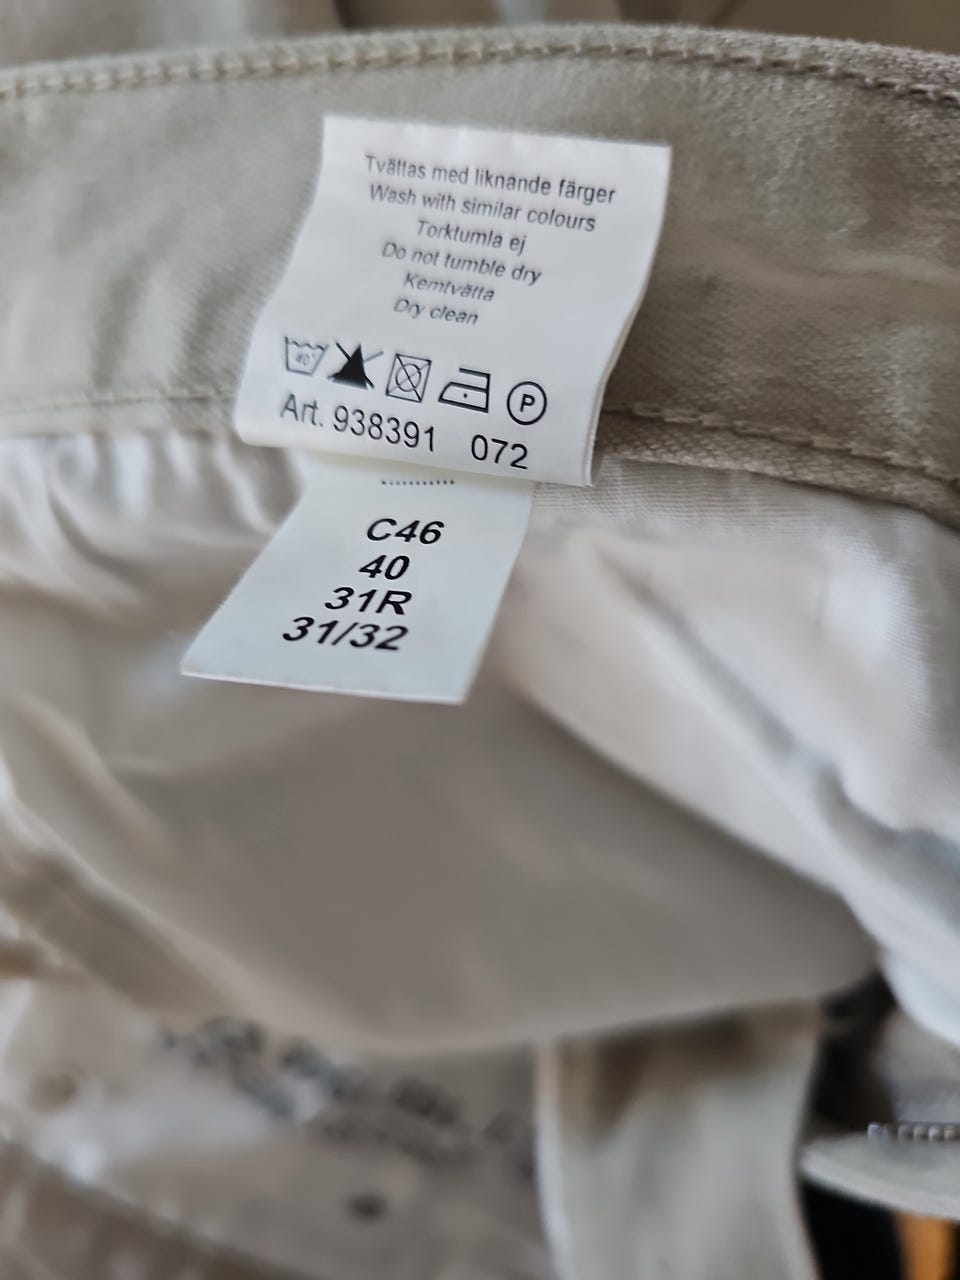 Tvättas med liknande färger
Wash with similar colours
Torktumla ej
Do not tumble dry
Kemtvätta
Dry clean
40° P
Art. 938391 072
C46
40
31R
31/32